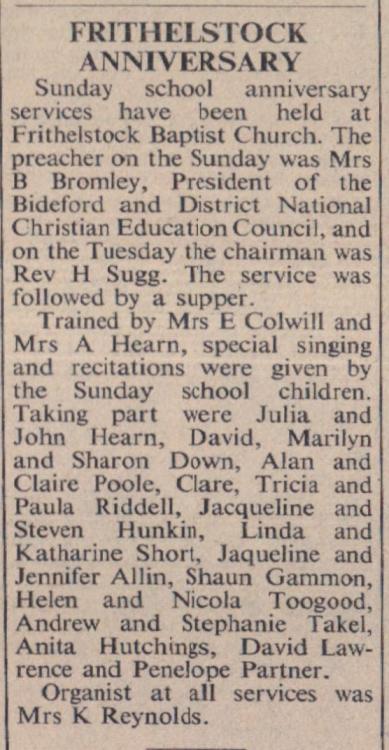 FRITHELSTOCK
ANNIVERSARY
Sunday school anniversary
services have been held at
Frithelstock Baptist Church. The
preacher on the Sunday was Mrs
B Bromley, President of the
Bideford and District National
Christian Education Council, and
on the Tuesday the chairman was
Rev H Sugg. The service was
followed by a supper.
Trained by Mrs E Colwill and
Mrs A Hearn, special singing
and recitations were given by
the Sunday school children.
Taking part were Julia and
John Hearn, David, Marilyn
and Sharon Down, Alan and
Claire Poole, Clare, Tricia and
Paula Riddell, Jacqueline and
Steven Hunkin, Linda and
Katharine Short, Jaqueline and
Jennifer Allin, Shaun Gammon,
Helen and Nicola Toogood,
Andrew and Stephanie Takel,
Anita Hutchings, David Law-
rence and Penelope Partner.
Organist at all services was
Mrs K Reynolds.